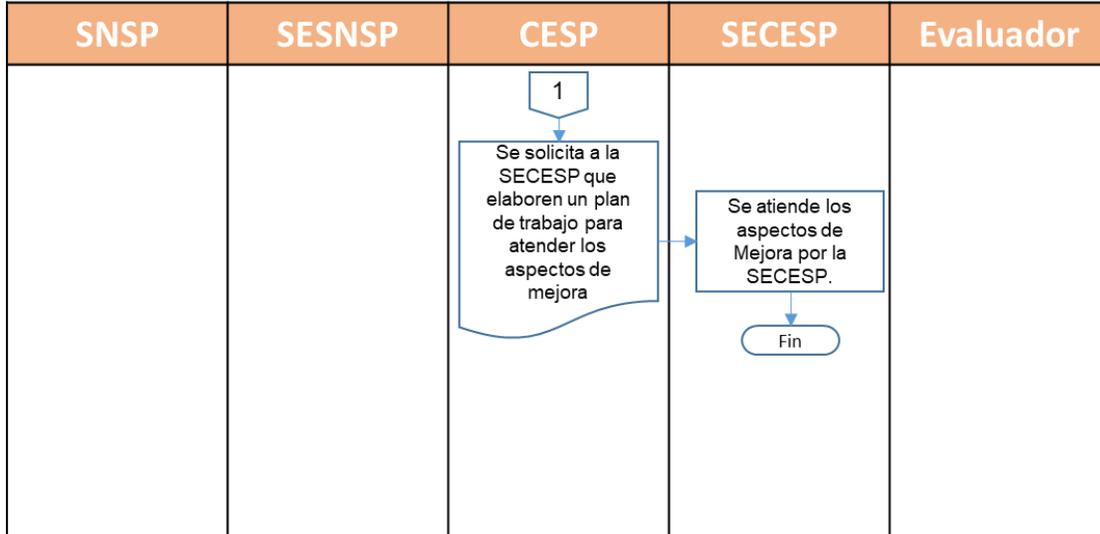 SNSP
SESNSP
CESP
SECESP
Evaluador
1
Se solicita a la
SECESP que
elaboren un plan
de trabajo para
atender los
aspectos de
mejora
Se atiende los
aspectos de
Mejora por la
SECESP.
Fin